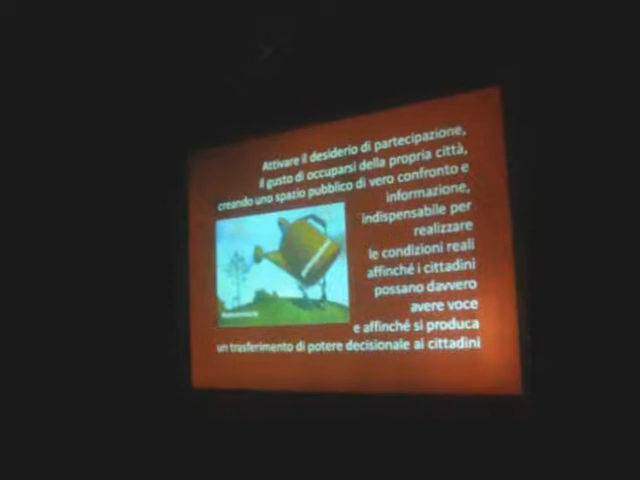 Attivare il desiderio di partecipazione,
il gusto di occuparsi della propria città,
creando uno spazio pubblico di vero confronto e
informazione,
indispensabile per
realizzare
le condizioni reali
affinché i cittadini
possano davvero
avere voce
e affinché si produca
un trasferimento di potere decisionale ai cittadini